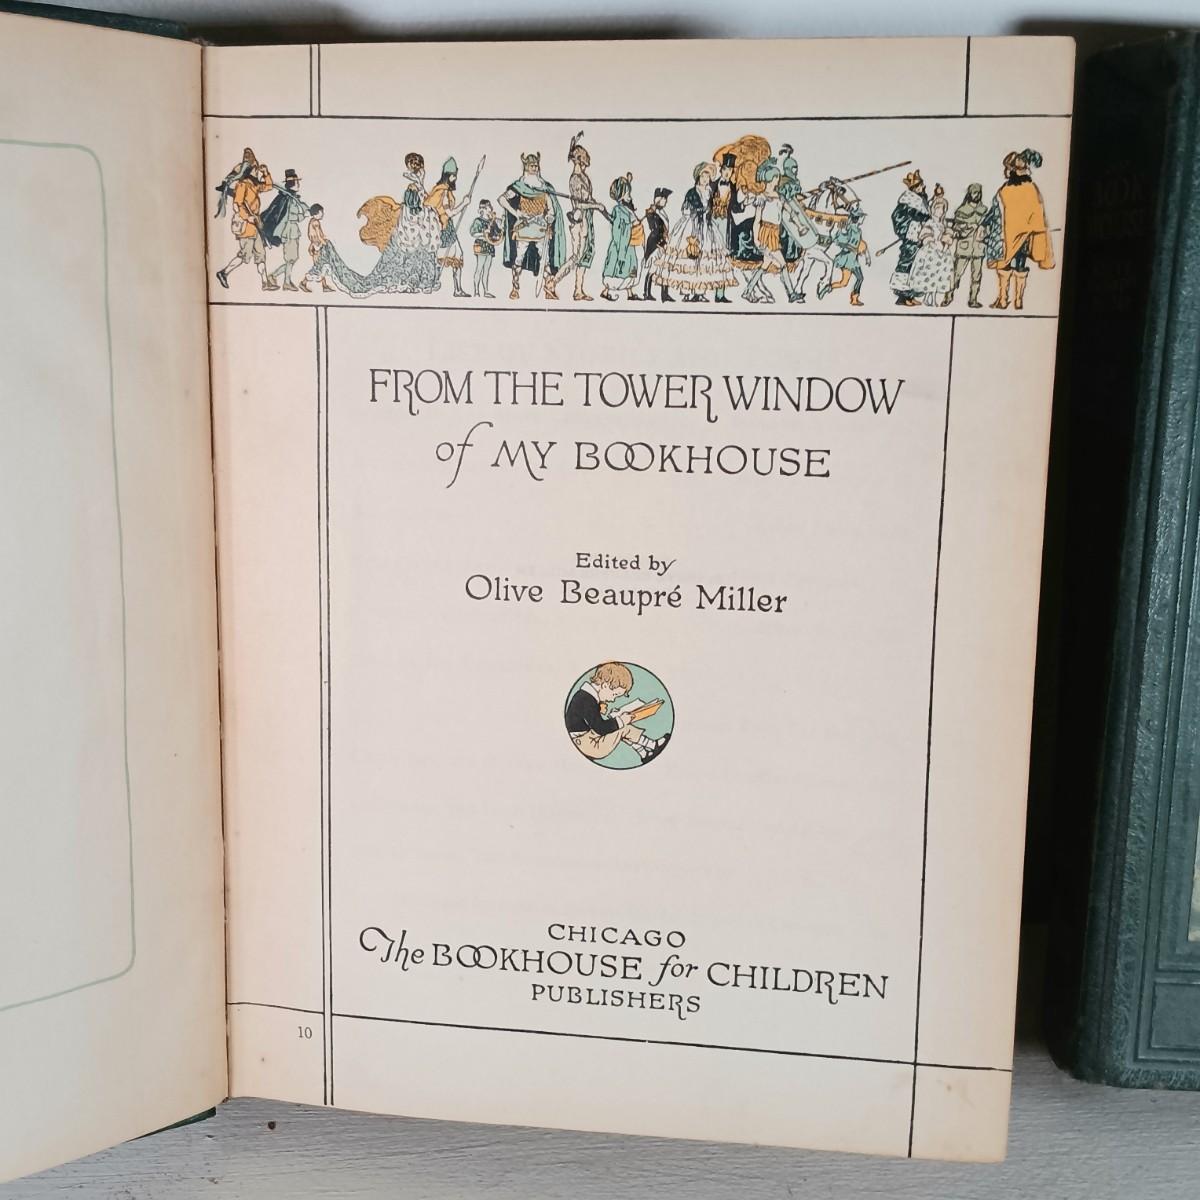 FROM THE TOWER WINDOW
of MY BOOKHOUSE
Edited by
Olive Beaupré Miller
CHICAGO
The BOOKHOUSE for CHILDREN
PUBLISHERS
10